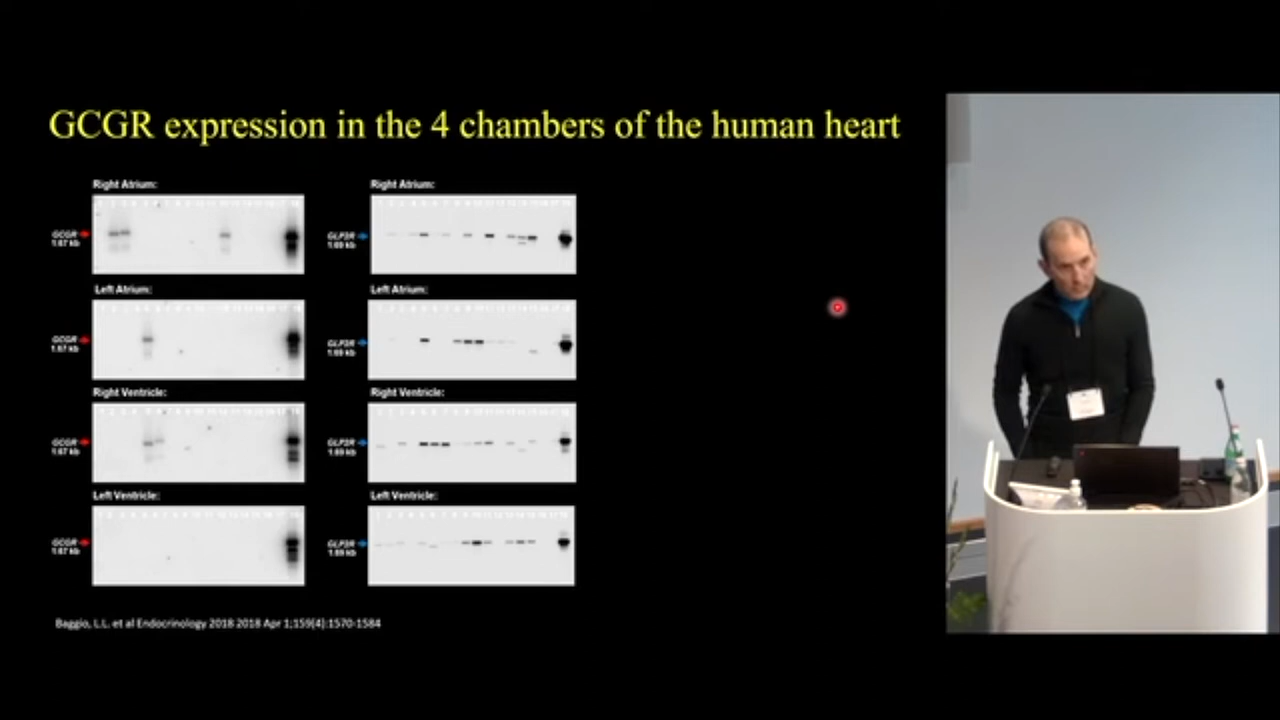 GCGR expression in the 4 chambers of the human heart
Right Atrium:
GCGR
1.67 kb
Left Atrium:
GCGR
1.67 kb
Right Ventricle:
GCGR
1.67 kb
Left Ventricle:
GCGR
1.67 kb
Right Atrium:
GLP2R
1.69 kb
Left Atrium:
GLP2R
1.69 kb
Right Ventricle:
GLP2R
1.69 kb
Left Ventricle:
GLP2R
1.69 kb
Baggio, L.L. et al Endocrinology 2018 2018 Apr 1;159(4):1570-1584